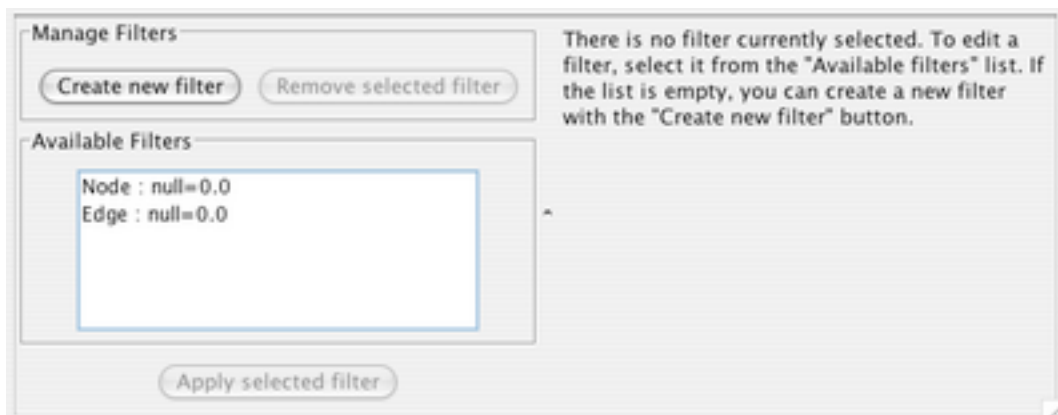 Manage Filters
Create new filter
Remove selected filter
Available Filters
Node : null=0.0
Edge : null=0.0
Apply selected filter
There is no filter currently selected. To edit a
filter, select it from the "Available filters" list. If
the list is empty, you can create a new filter
with the "Create new filter" button.